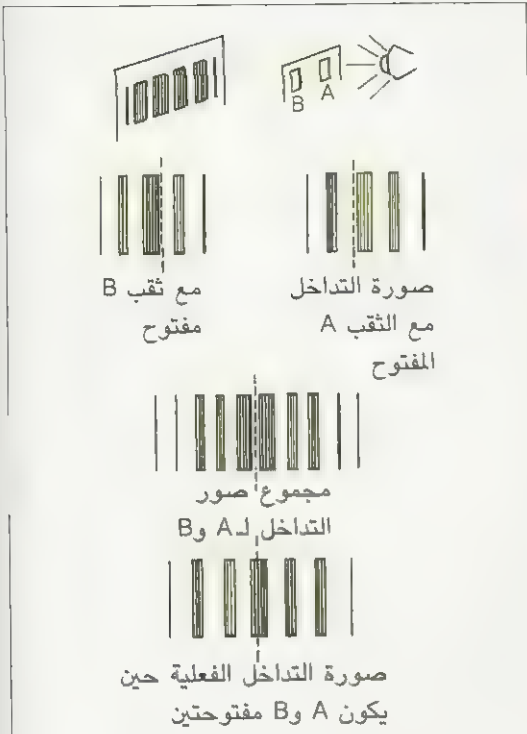 B A
صورة التداخل
مع الثقب A
المفتوح
مع ثقب B
مفتوح
مجموع صور
التداخل لـ A وB
صورة التداخل الفعلية حين
يكون A وB مفتوحتين